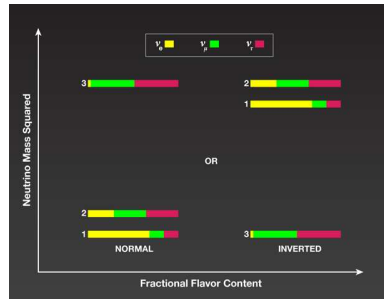 νe νμ ντ
3
2
1
OR
2
1
3
NORMAL INVERTED
Neutrino Mass Squared
Fractional Flavor Content